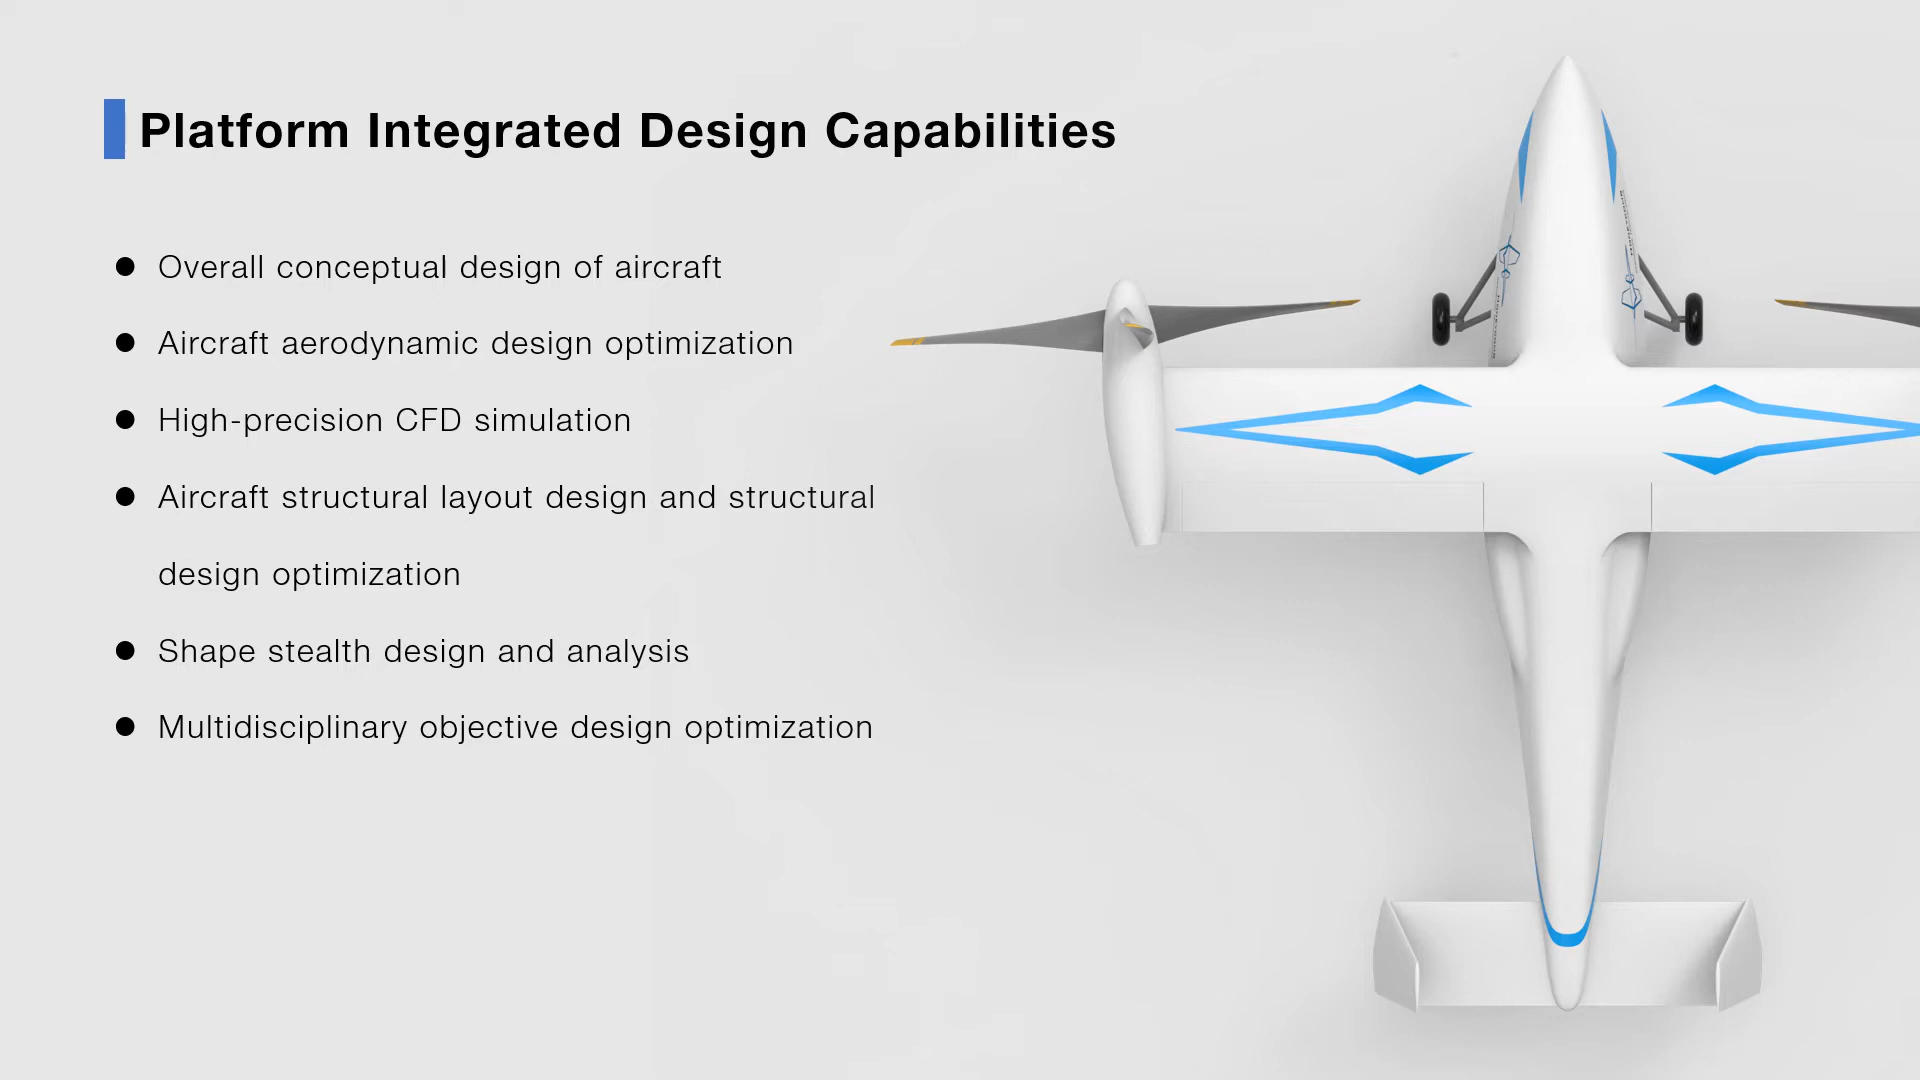 Platform Integrated Design Capabilities
● Overall conceptual design of aircraft
● Aircraft aerodynamic design optimization
● High-precision CFD simulation
● Aircraft structural layout design and structural
design optimization
● Shape stealth design and analysis
● Multidisciplinary objective design optimization